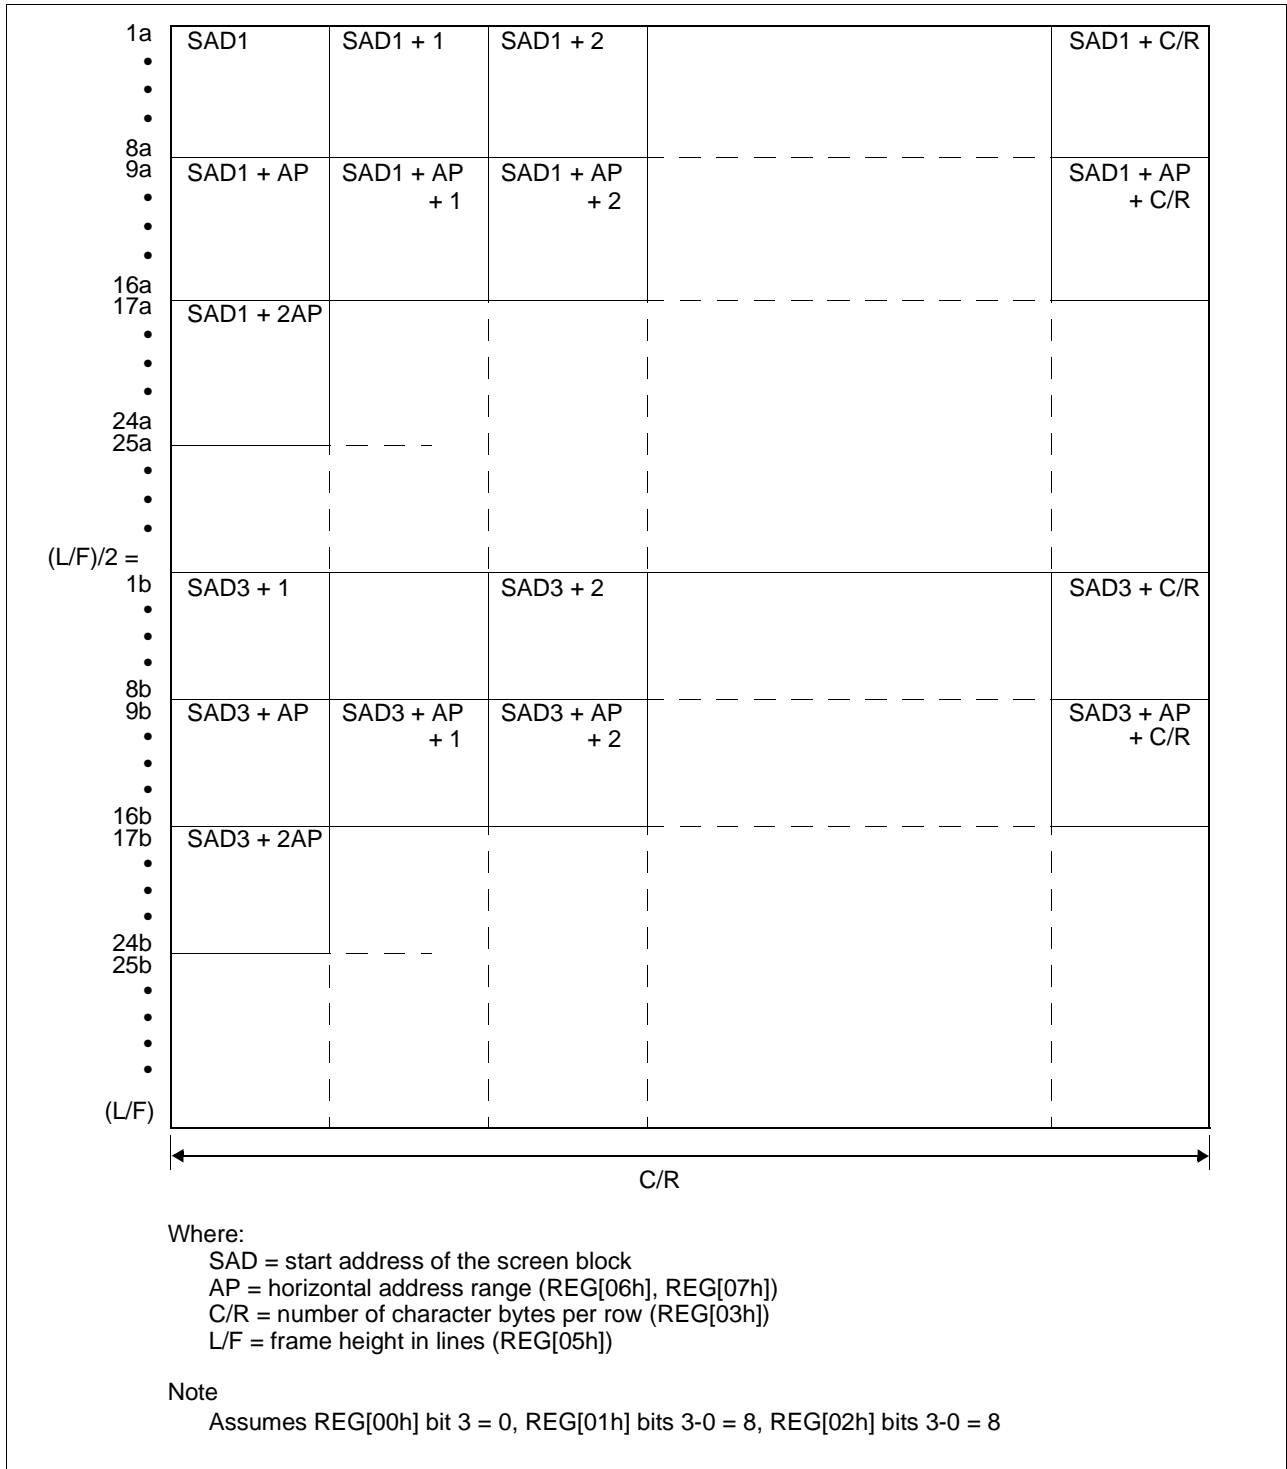 1a SAD1 SAD1 + 1 SAD1 + 2 SAD1 + C/R
•
•
•
8a
9a SAD1 + AP SAD1 + AP SAD1 + AP SAD1 + AP
• + 1 + 2 + C/R
•
•
16a
17a SAD1 + 2AP
•
•
•
24a
25a
•
•
•
(L/F)/2 =
1b SAD3 + 1 SAD3 + 2 SAD3 + C/R
•
•
•
8b
9b SAD3 + AP SAD3 + AP SAD3 + AP SAD3 + AP
• + 1 + 2 + C/R
•
•
16b
17b SAD3 + 2AP
•
•
•
24b
25b
•
•
•
•
(L/F)
C/R
Where:
SAD = start address of the screen block
AP = horizontal address range (REG[06h], REG[07h])
C/R = number of character bytes per row (REG[03h])
L/F = frame height in lines (REG[05h])
Note
Assumes REG[00h] bit 3 = 0, REG[01h] bits 3-0 = 8, REG[02h] bits 3-0 = 8